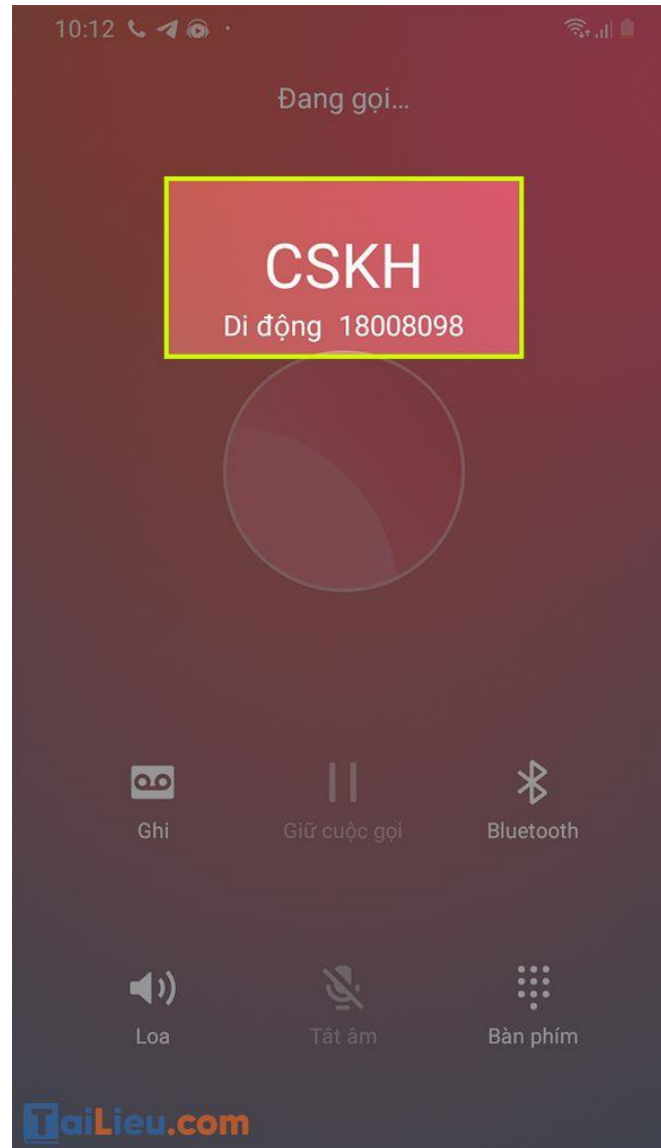 10:12
Đang gọi...
CSKH
Di động 18008098
Ghi Giữ cuộc gọi Bluetooth
Loa Tắt âm Bàn phím
TaiLieu.com